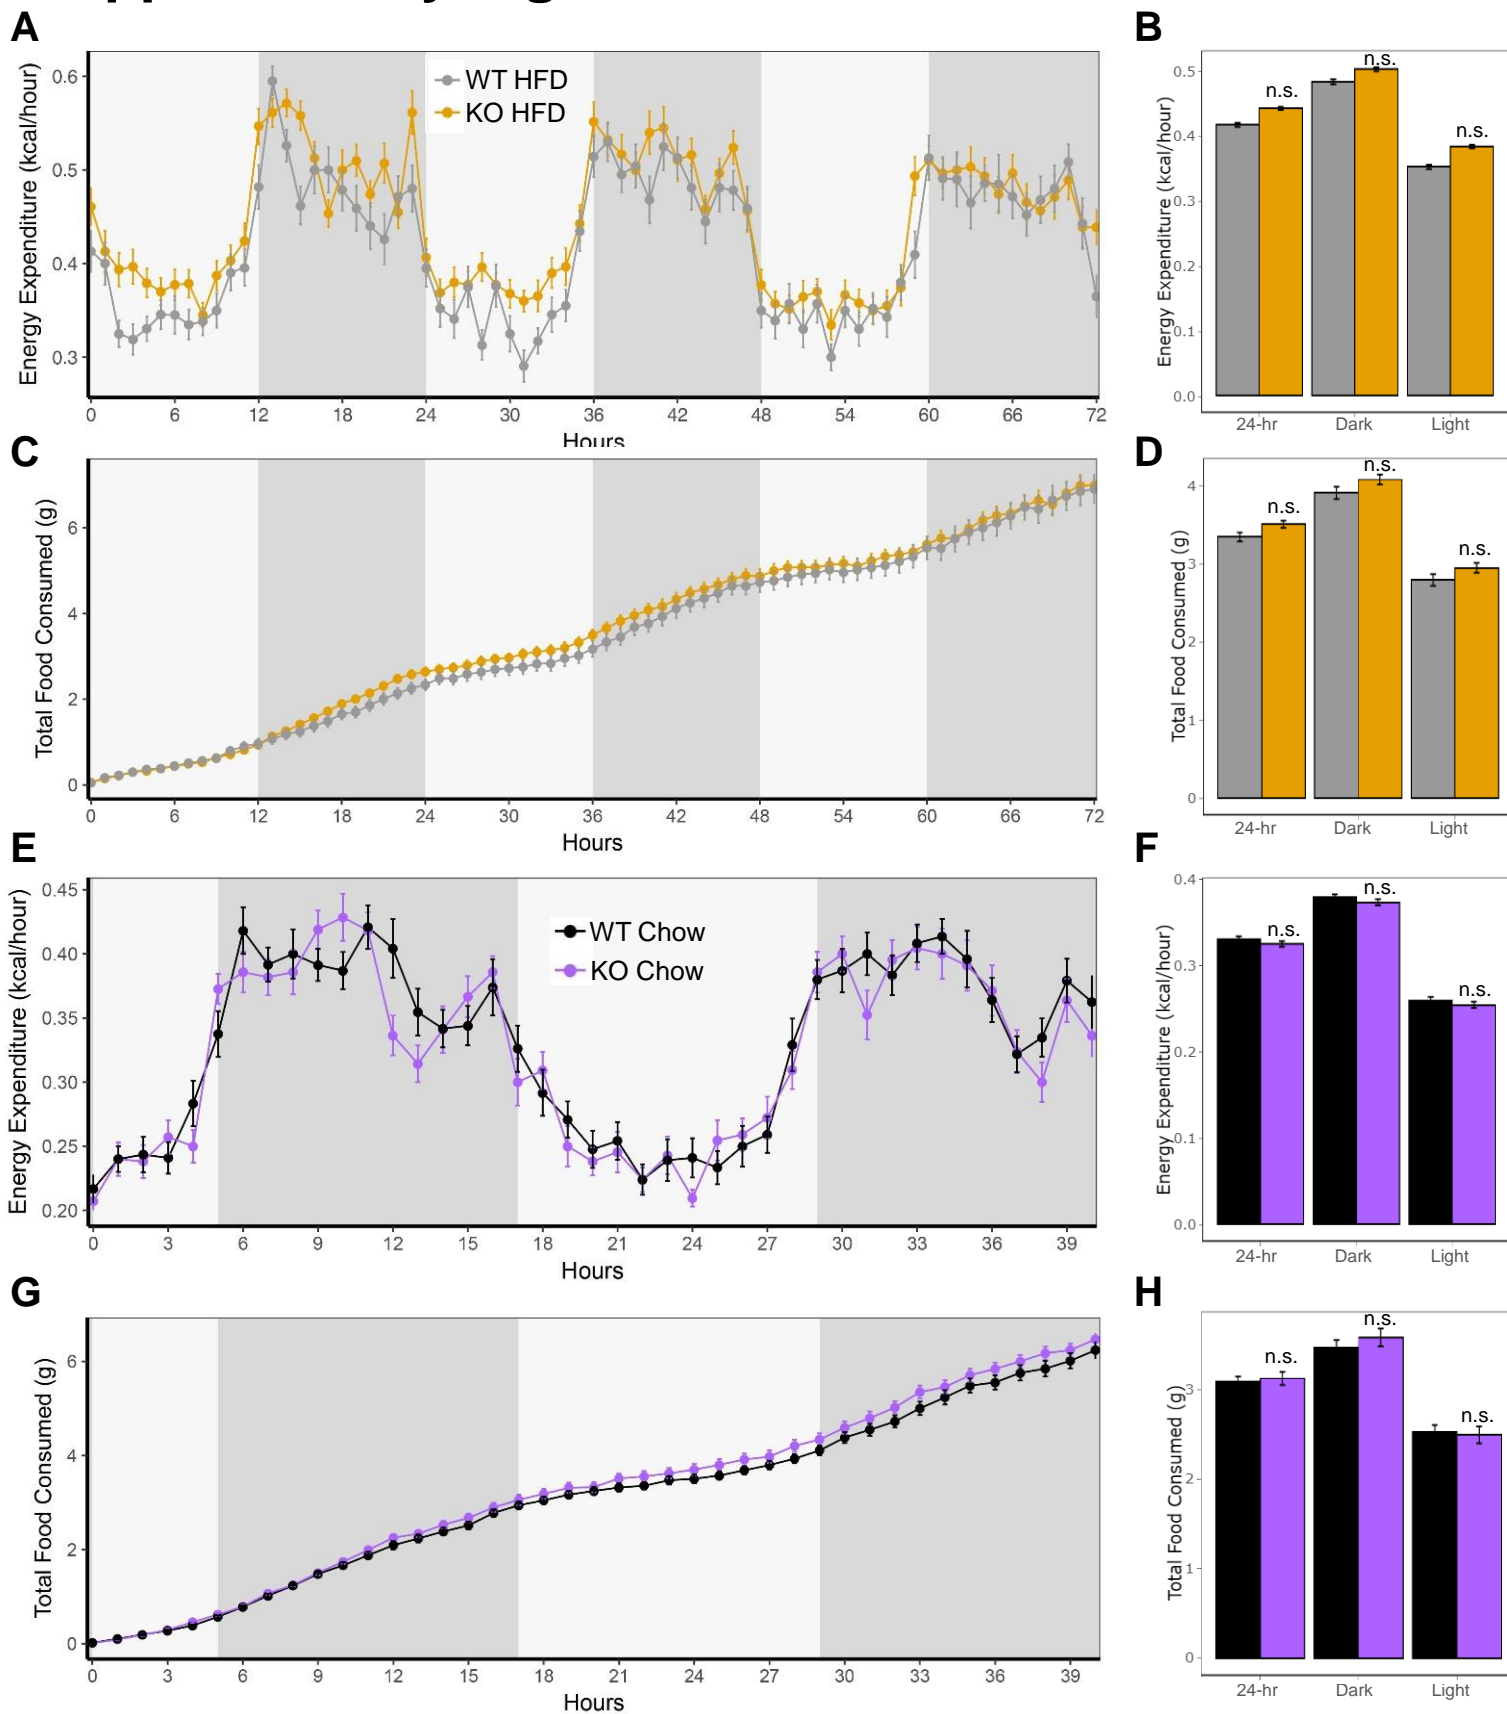 A
Energy Expenditure (kcal/hour)
0.6
0.5
0.4
0.3
WT HFD
KO HFD
0 6 12 18 24 30 36 42 48 54 60 66 72
Hours
B
Energy Expenditure (kcal/hour)
0.5
0.4
0.3
0.2
0.1
0.0
n.s.
n.s.
n.s.
24-hr Dark Light
C
Total Food Consumed (g)
6
4
2
0
0 6 12 18 24 30 36 42 48 54 60 66 72
Hours
D
Total Food Consumed (g)
4
3
2
1
0
n.s.
n.s.
n.s.
24-hr Dark Light
E
Energy Expenditure (kcal/hour)
0.45
0.40
0.35
0.30
0.25
0.20
WT Chow
KO Chow
0 3 6 9 12 15 18 21 24 27 30 33 36 39
Hours
F
Energy Expenditure (kcal/hour)
0.4
0.3
0.2
0.1
0.0
n.s.
n.s.
n.s.
24-hr Dark Light
G
Total Food Consumed (g)
6
4
2
0
0 3 6 9 12 15 18 21 24 27 30 33 36 39
Hours
H
Total Food Consumed (g)
3
2
1
0
n.s.
n.s.
n.s.
24-hr Dark Light